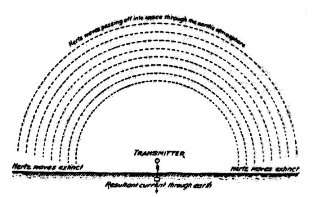 Hertz waves passing off into space through the earth's atmosphere
TRANSMITTER
Hertz waves extinct
Hertz waves extinct
Resultant current through earth